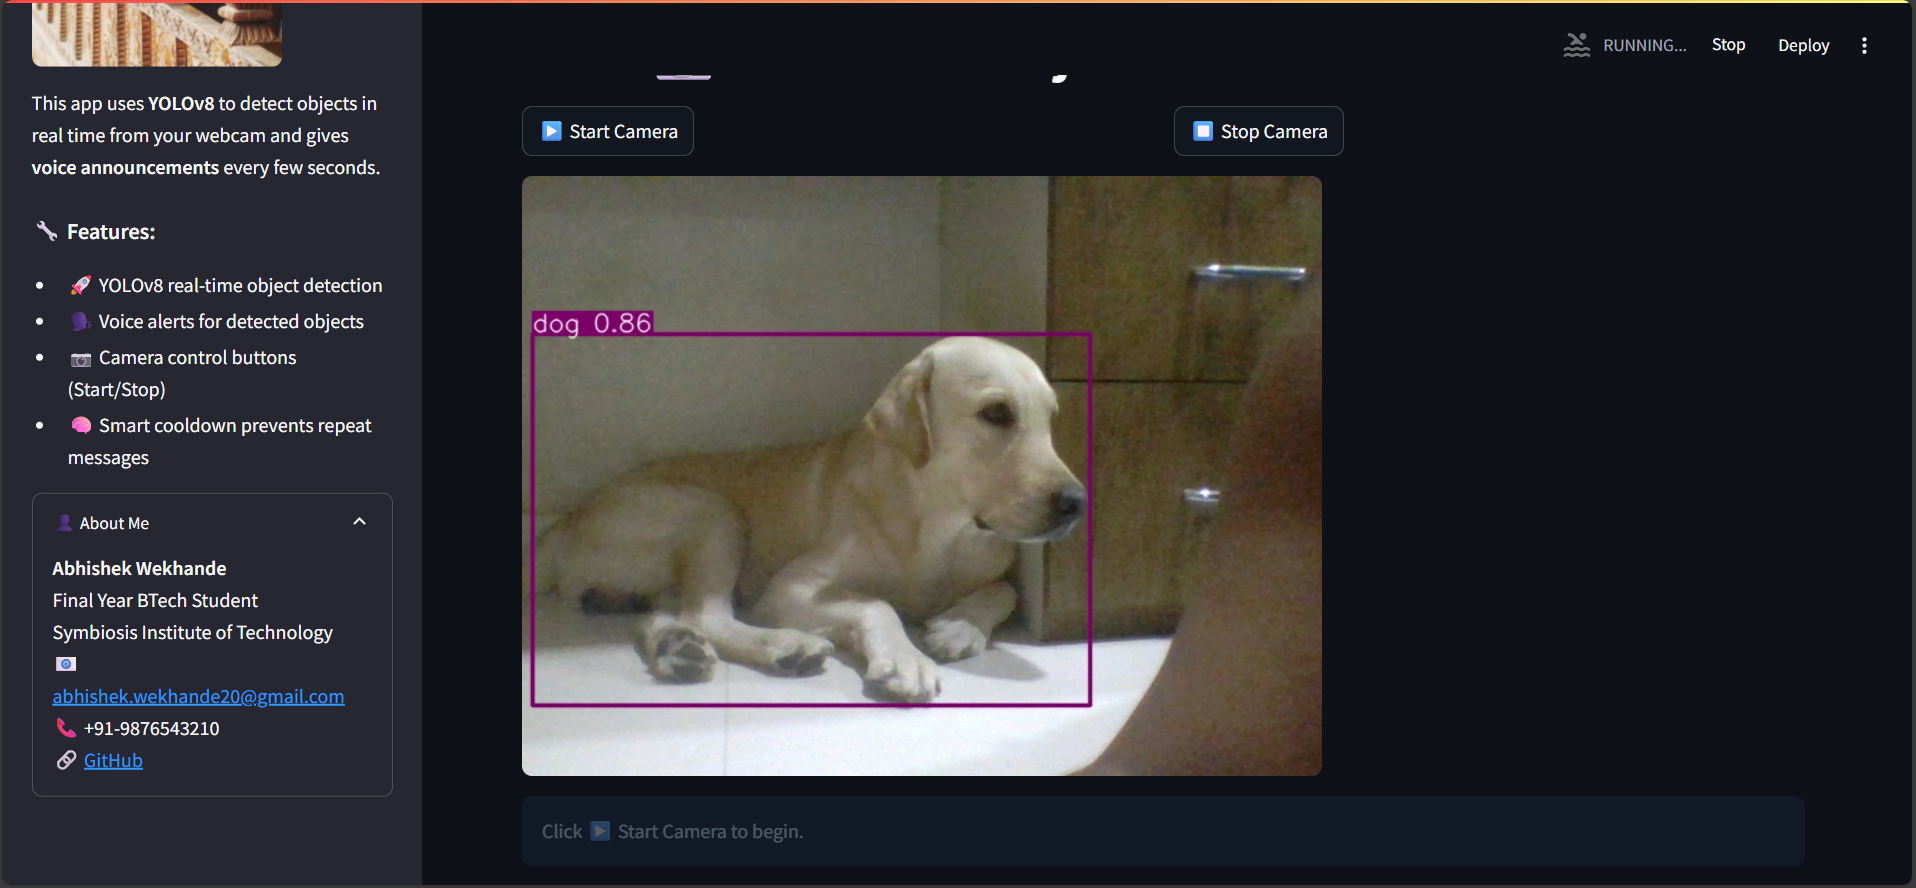 This app uses YOLOv8 to detect objects in
real time from your webcam and gives
voice announcements every few seconds.
🔧 Features:
• 🚀 YOLOv8 real-time object detection
• 🗣️ Voice alerts for detected objects
• 📷 Camera control buttons
(Start/Stop)
• 🧠 Smart cooldown prevents repeat
messages
👤 About Me
Abhishek Wekhande
Final Year BTech Student
Symbiosis Institute of Technology
📧
abhishek.wekhande20@gmail.com
📞 +91-9876543210
🔗 GitHub
RUNNING... Stop Deploy
▶️ Start Camera
⏹️ Stop Camera
dog 0.86
Click ▶️ Start Camera to begin.